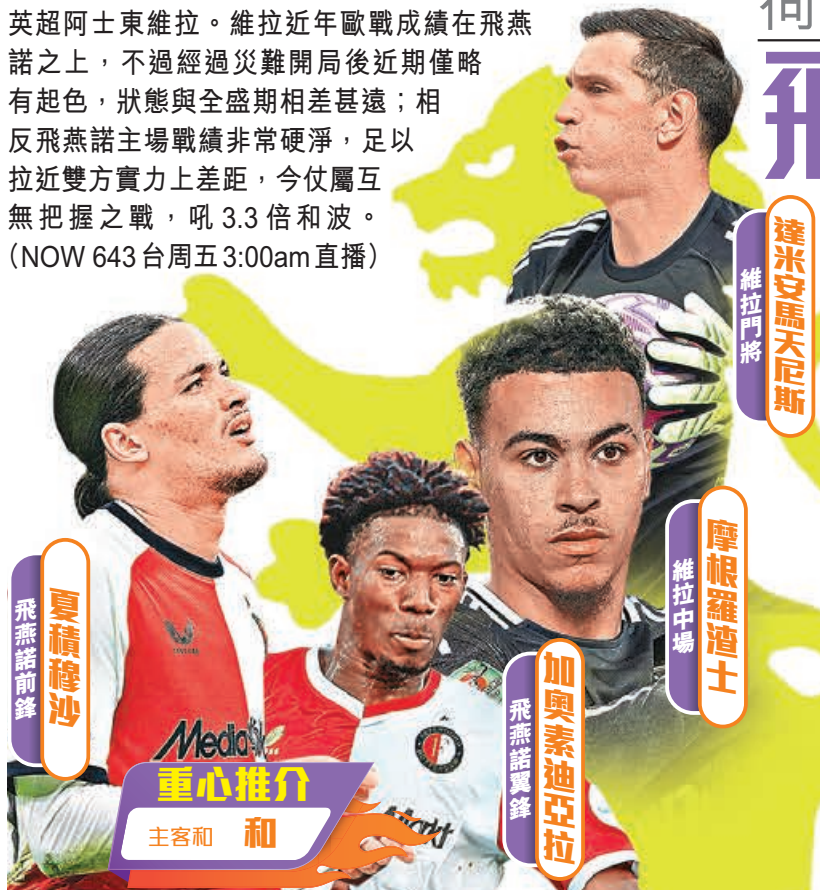 英超阿士東維拉。維拉近年歐戰成績在飛燕
諾之上，不過經過災難開局後近期僅略
有起色，狀態與全盛期相差甚遠；相
反飛燕諾主場戰績非常硬淨，足以
拉近雙方實力上差距，今仗屬互
無把握之戰，吼 3.3 倍和波。
（NOW 643 台周五 3:00am 直播）
何
飛
達米安馬天尼斯
維拉門將
摩根羅渣士
維拉中場
加奧素迪亞拉
飛燕諾翼鋒
夏積穆沙
飛燕諾前鋒
Media
Markt
重心推介
主客和 和